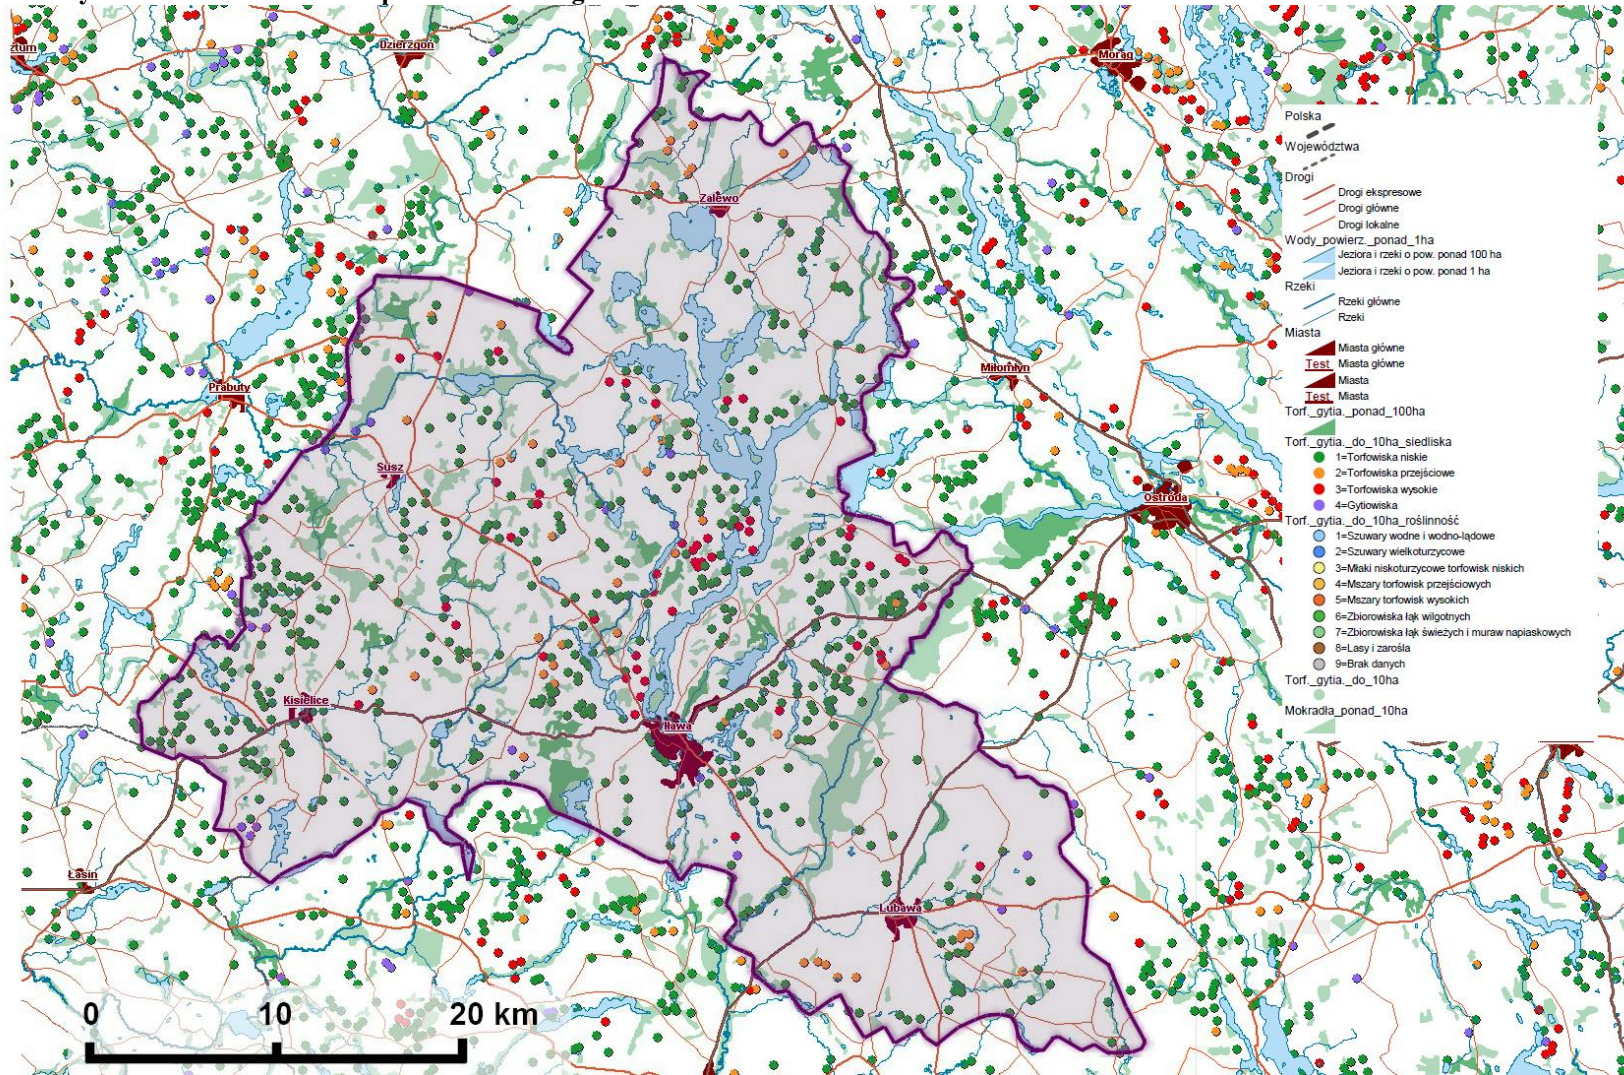 ztum
Dzierzgoń
Morąg
Zalewo
Prabuty
Miłomłyn
Susz
Ostróda
Kisielice
Iława
Łasin
Lubawa
0 10 20 km
Polska
Województwa
Drogi
Drogi ekspresowe
Drogi główne
Drogi lokalne
Wody_powierz._ponad_1ha
Jeziora i rzeki o pow. ponad 100 ha
Jeziora i rzeki o pow. ponad 1 ha
Rzeki
Rzeki główne
Rzeki
Miasta
Miasta główne
Test Miasta główne
Miasta
Test Miasta
Torf._gytia._ponad_100ha
Torf._gytia._do_10ha_siedliska
1=Torfowiska niskie
2=Torfowiska przejściowe
3=Torfowiska wysokie
4=Gytiowiska
Torf._gytia._do_10ha_roślinność
1=Szuwary wodne i wodno-lądowe
2=Szuwary wielkoturzycowe
3=Młaki niskoturzycowe torfowisk niskich
4=Mszary torfowisk przejściowych
5=Mszary torfowisk wysokich
6=Zbiorowiska łąk wilgotnych
7=Zbiorowiska łąk świeżych i muraw napiaskowych
8=Lasy i zarośla
9=Brak danych
Torf._gytia._do_10ha
Mokradła_ponad_10ha